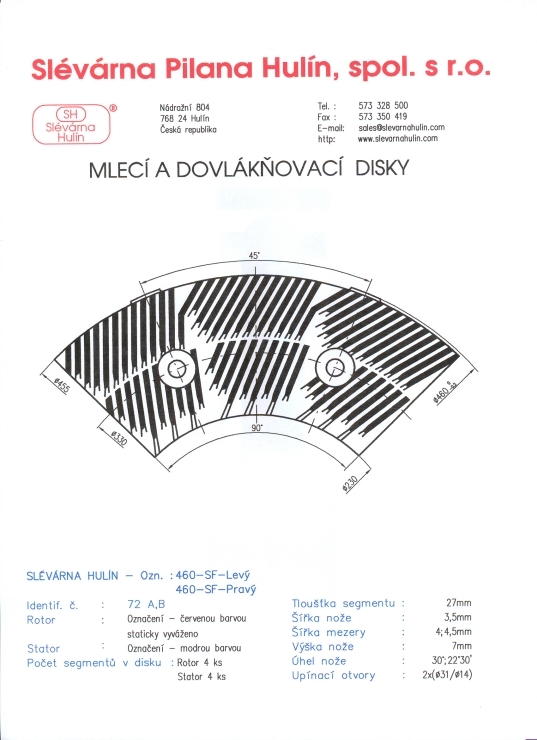 Slévárna Pilana Hulín, spol. s r.o.
SH
Slévárna
Hulín
®
Nádražní 804
768 24 Hulín
Česká republika
Tel. : 573 328 500
Fax : 573 350 419
E-mail: sales@slevarnahulin.com
http: www.slevarnahulin.com
MLECÍ A DOVLÁKŇOVACÍ DISKY
45°
ø455
ø330
90°
ø230
ø460
SLÉVÁRNA HULÍN – Ozn. : 460–SF–Levý
460–SF–Pravý
Identif. č. : 72 A,B
Rotor : Označení – červenou barvou
staticky vyváženo
Stator : Označení – modrou barvou
Počet segmentů v disku : Rotor 4 ks
Stator 4 ks
Tloušťka segmentu : 27mm
Šířka nože : 3,5mm
Šířka mezery : 4;4,5mm
Výška nože : 7mm
Úhel nože : 30°;22°30'
Upínací otvory : 2x(ø31/ø14)